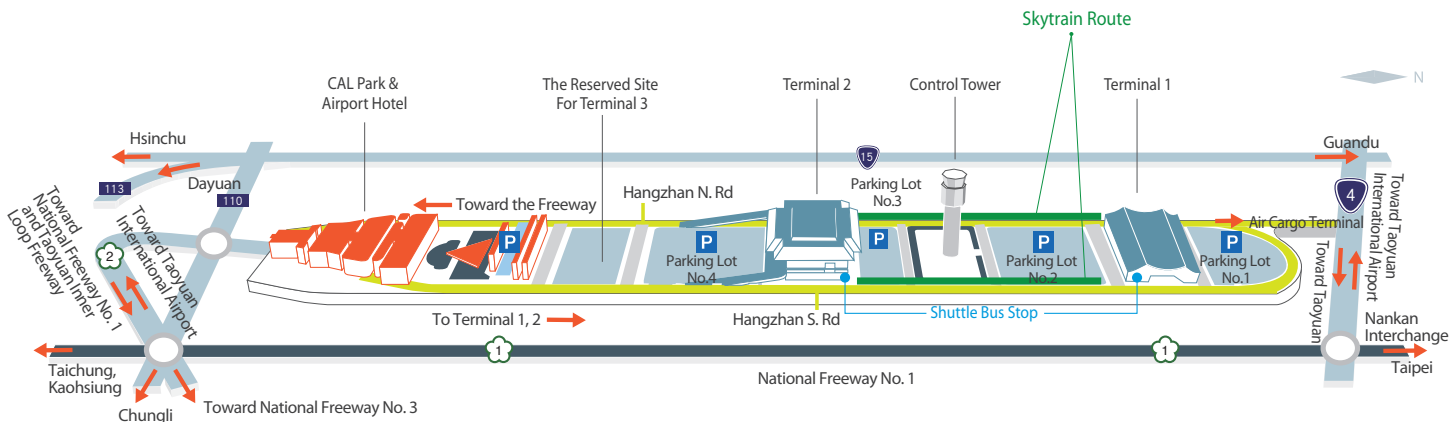 Skytrain Route
CAL Park &
Airport Hotel
The Reserved Site
For Terminal 3
Terminal 2
Control Tower
Terminal 1
N
Hsinchu
15
Guandu
113
Dayuan
110
Hangzhan N. Rd
Parking Lot
No.3
4
Toward the Freeway
Air Cargo Terminal
Toward Taoyuan
International Airport
2
Toward
National Freeway No. 1
and Taoyuan Inner
Loop Freeway
Toward Taoyuan
International Airport
P
P
P
P
P
Parking Lot
No.4
Parking Lot
No.2
Parking Lot
No.1
Toward Taoyuan
To Terminal 1, 2
Hangzhan S. Rd
Shuttle Bus Stop
Nankan
Interchange
1
1
Taichung,
Kaohsiung
National Freeway No. 1
Taipei
Chungli
Toward National Freeway No. 3